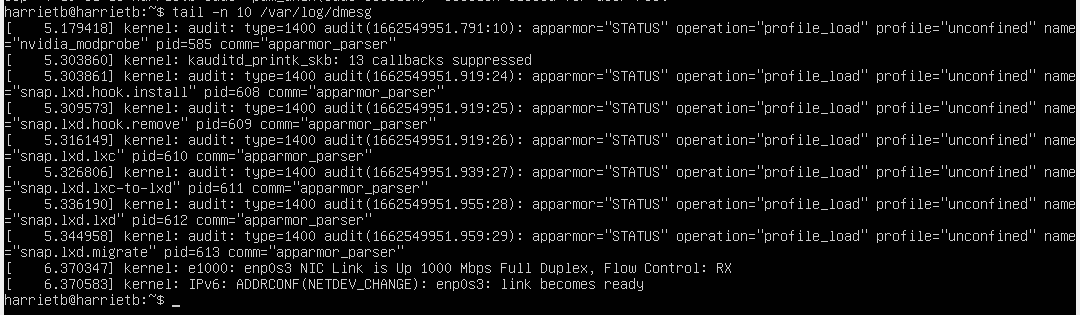 harrietb@harrietb:~$ tail -n 10 /var/log/dmesg
[    5.179418] kernel: audit: type=1400 audit(1662549951.791:10): apparmor="STATUS" operation="profile_load" profile="unconfined" name
="nvidia_modprobe" pid=585 comm="apparmor_parser"
[    5.303860] kernel: kauditd_printk_skb: 13 callbacks suppressed
[    5.303861] kernel: audit: type=1400 audit(1662549951.919:24): apparmor="STATUS" operation="profile_load" profile="unconfined" name
="snap.lxd.hook.install" pid=608 comm="apparmor_parser"
[    5.309573] kernel: audit: type=1400 audit(1662549951.919:25): apparmor="STATUS" operation="profile_load" profile="unconfined" name
="snap.lxd.hook.remove" pid=609 comm="apparmor_parser"
[    5.316149] kernel: audit: type=1400 audit(1662549951.919:26): apparmor="STATUS" operation="profile_load" profile="unconfined" name
="snap.lxd.lxc" pid=610 comm="apparmor_parser"
[    5.326806] kernel: audit: type=1400 audit(1662549951.939:27): apparmor="STATUS" operation="profile_load" profile="unconfined" name
="snap.lxd.lxc-to-lxd" pid=611 comm="apparmor_parser"
[    5.336190] kernel: audit: type=1400 audit(1662549951.955:28): apparmor="STATUS" operation="profile_load" profile="unconfined" name
="snap.lxd.lxd" pid=612 comm="apparmor_parser"
[    5.344958] kernel: audit: type=1400 audit(1662549951.959:29): apparmor="STATUS" operation="profile_load" profile="unconfined" name
="snap.lxd.migrate" pid=613 comm="apparmor_parser"
[    6.370347] kernel: e1000: enp0s3 NIC Link is Up 1000 Mbps Full Duplex, Flow Control: RX
[    6.370583] kernel: IPv6: ADDRCONF(NETDEV_CHANGE): enp0s3: link becomes ready
harrietb@harrietb:~$ _